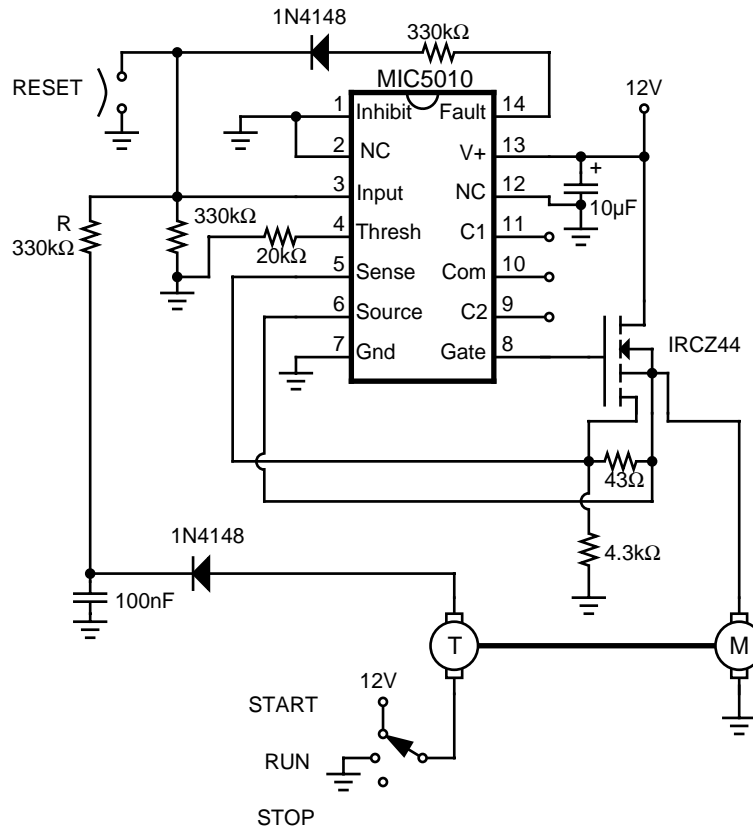 1N4148
330kΩ
RESET
MIC5010
12V
1 Inhibit Fault 14
2 NC V+ 13
+
3 Input NC 12
10µF
R
330kΩ
330kΩ
4 Thresh C1 11
20kΩ
5 Sense Com 10
6 Source C2 9
7 Gnd Gate 8
IRCZ44
43Ω
1N4148
4.3kΩ
100nF
T
M
12V
START
RUN
STOP